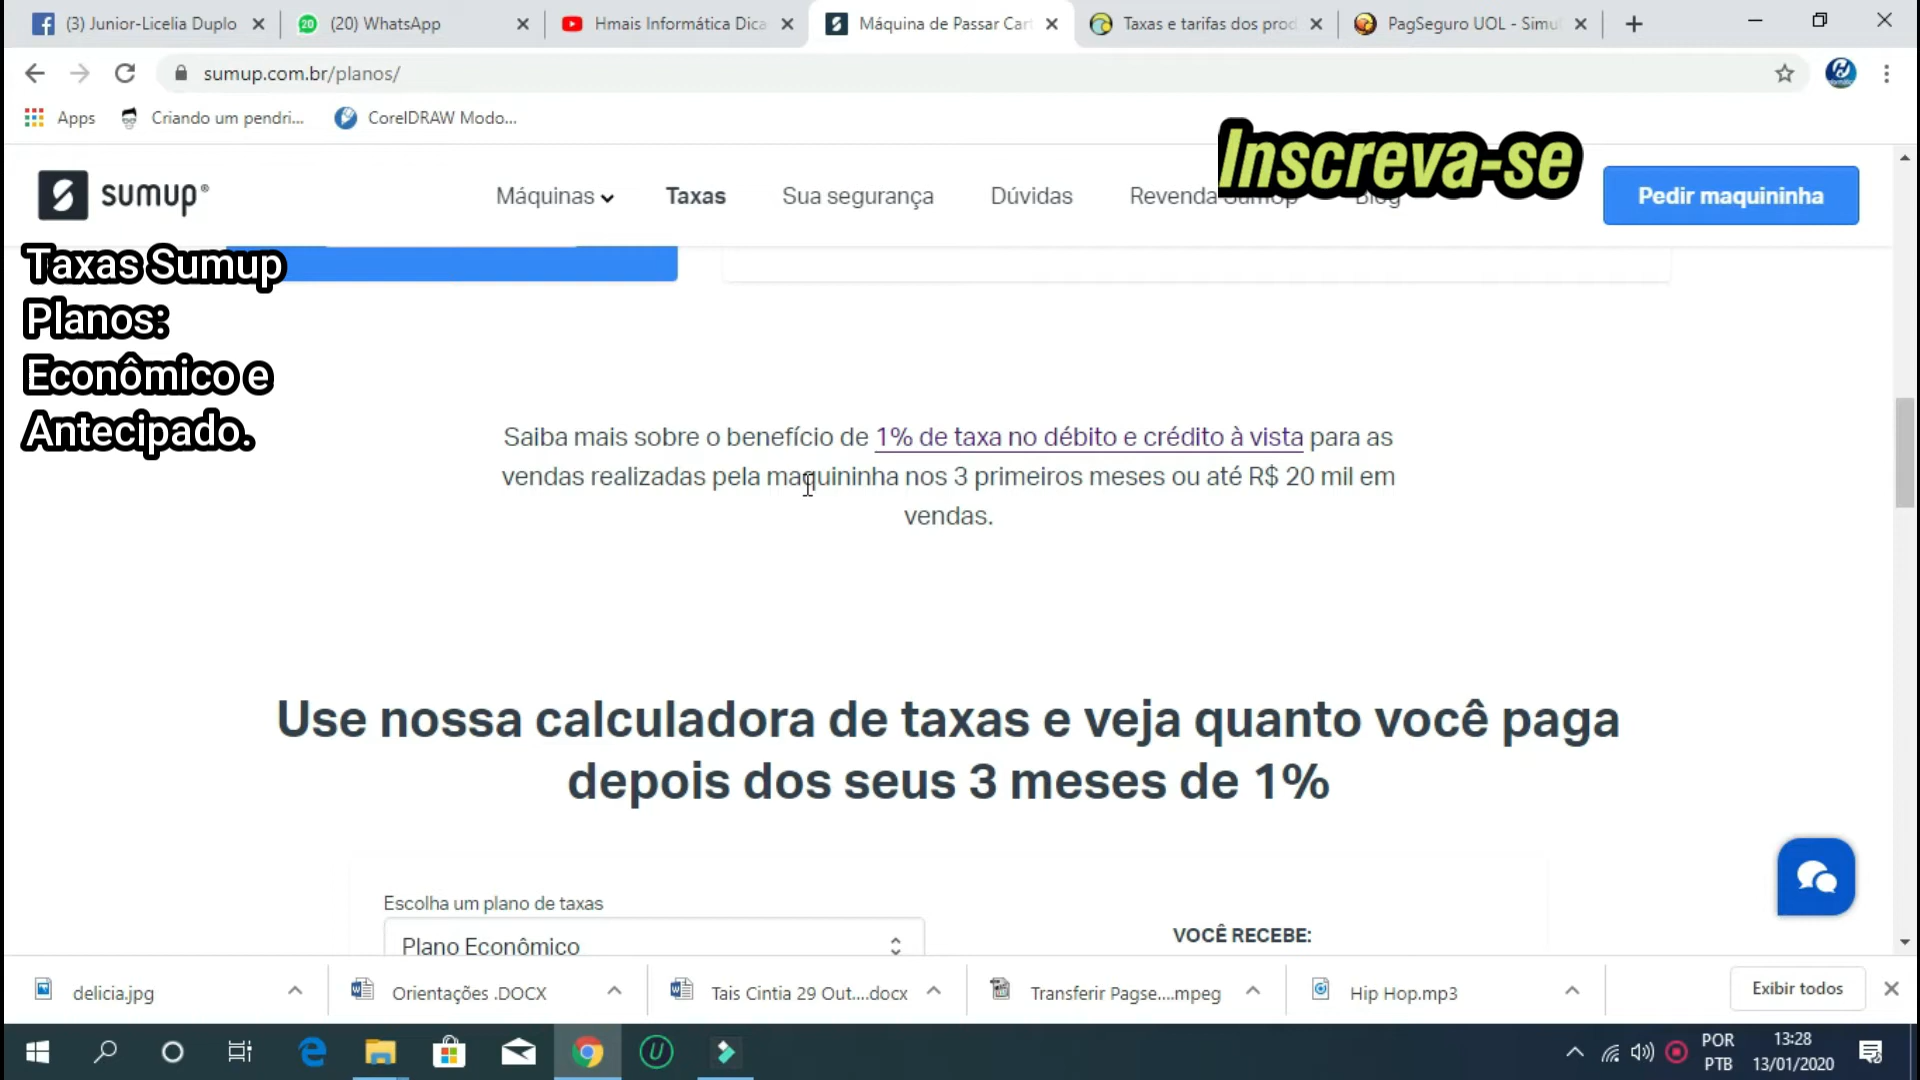 (3) Junior-Licelia Duplo
(20) WhatsApp
Hmais Informática Dica
Máquina de Passar Cart
Taxas e tarifas dos prod
PagSeguro UOL - Simul
sumup.com.br/planos/
Apps
Criando um pendri...
CorelDRAW Modo...
Inscreva-se
sumup®
Máquinas
Taxas
Sua segurança
Dúvidas
Revenda SumUp
Blog
Pedir maquininha
Taxas Sumup
Planos:
Econômico e
Antecipado.
Saiba mais sobre o benefício de 1% de taxa no débito e crédito à vista para as
vendas realizadas pela maquininha nos 3 primeiros meses ou até R$ 20 mil em
vendas.
Use nossa calculadora de taxas e veja quanto você paga
depois dos seus 3 meses de 1%
Escolha um plano de taxas
Plano Econômico
VOCÊ RECEBE:
delicia.jpg
Orientações .DOCX
Tais Cintia 29 Out....docx
Transferir Pagse....mpeg
Hip Hop.mp3
Exibir todos
POR
PTB
13:28
13/01/2020